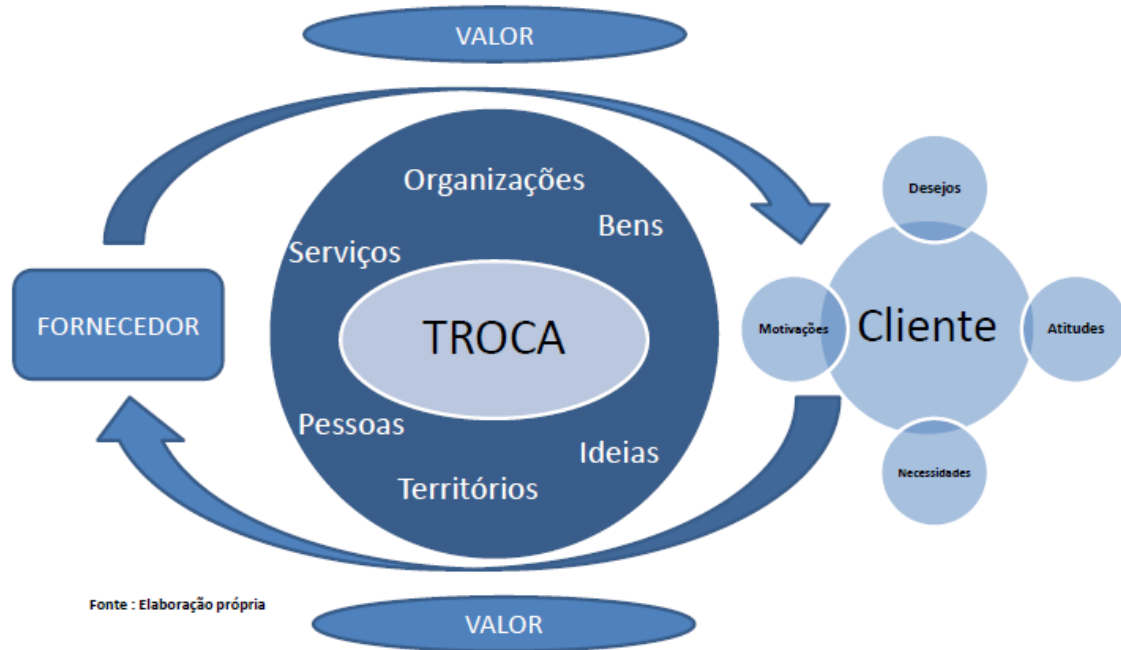 VALOR
Organizações
Bens
Serviços
Desejos
FORNECEDOR
TROCA
Motivações
Cliente
Atitudes
Pessoas
Ideias
Territórios
Necessidades
Fonte : Elaboração própria
VALOR